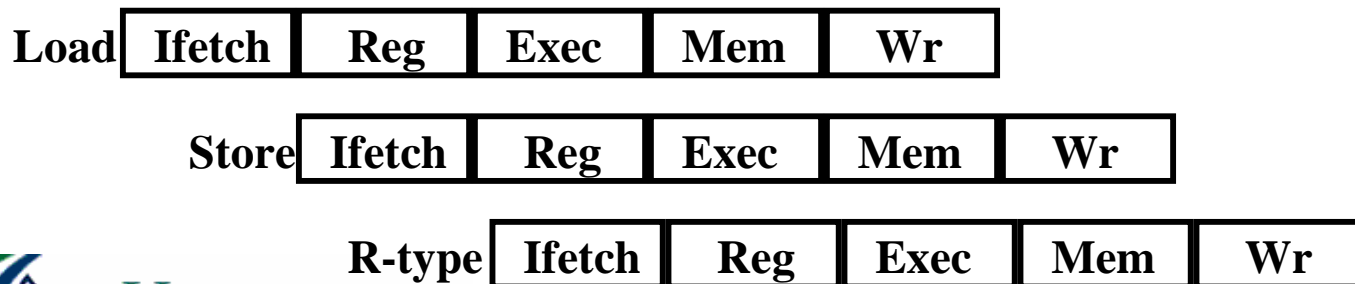 Load Ifetch Reg Exec Mem Wr
Store Ifetch Reg Exec Mem Wr
R-type Ifetch Reg Exec Mem Wr